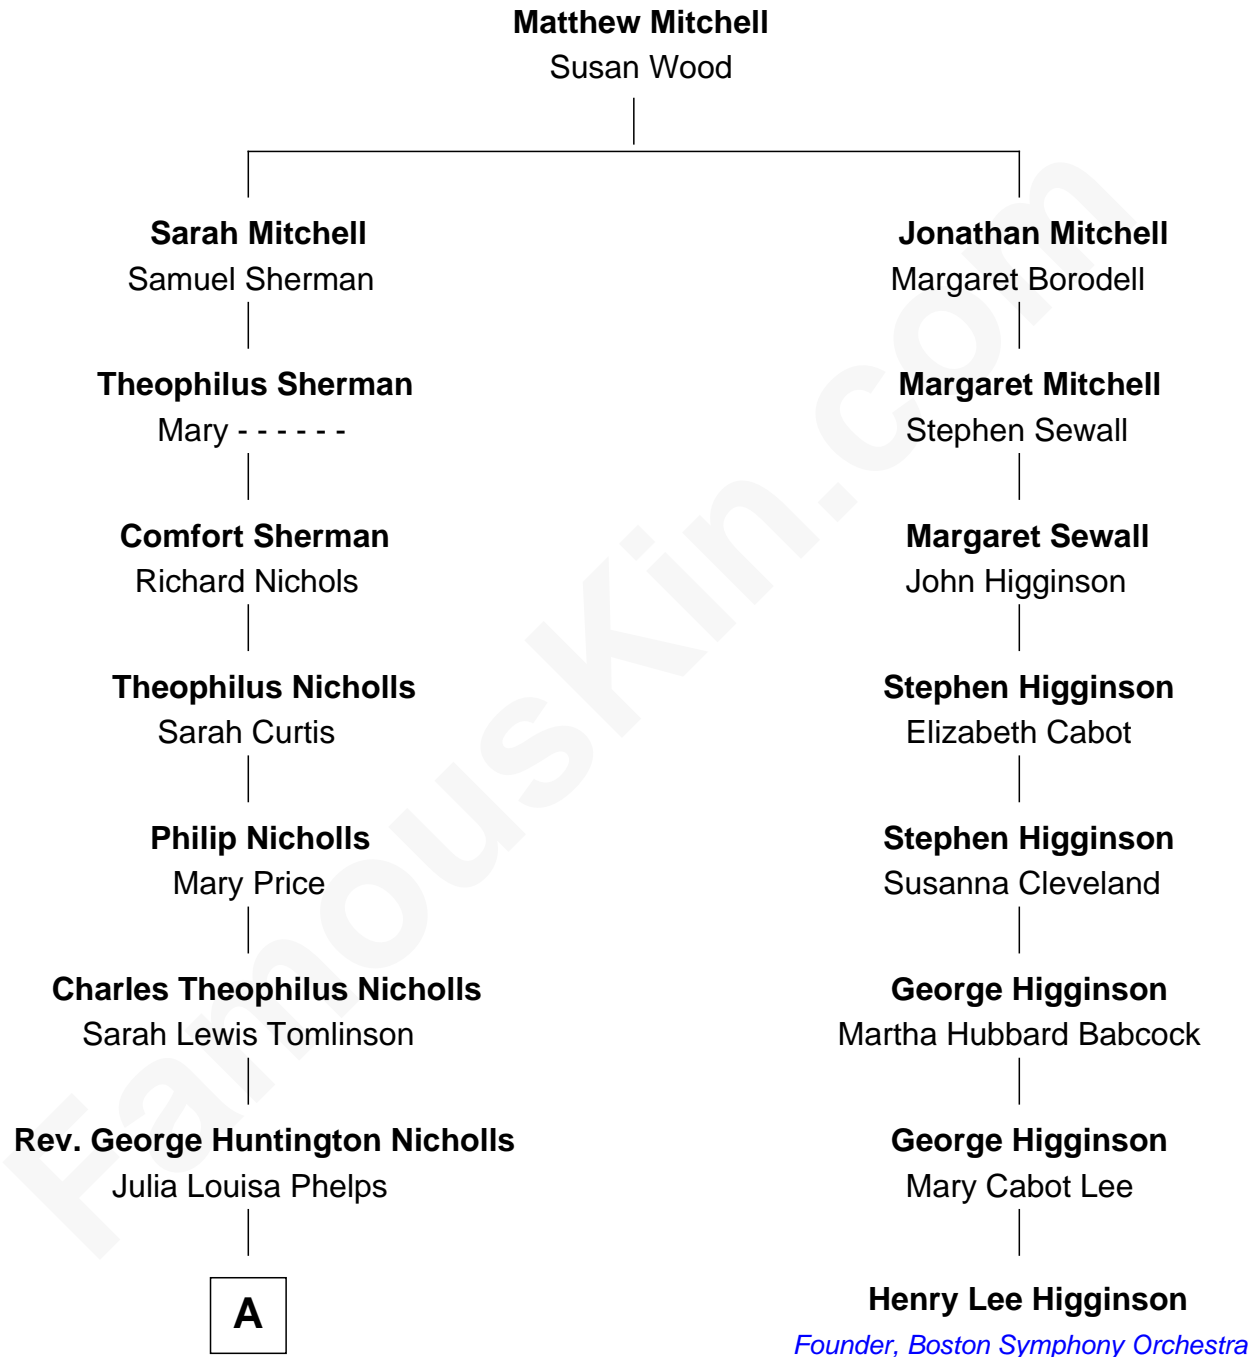 Matthew Mitchell
Susan Wood
Sarah Mitchell
Samuel Sherman
Jonathan Mitchell
Margaret Borodell
Theophilus Sherman
Mary - - - - - -
Margaret Mitchell
Stephen Sewall
Comfort Sherman
Richard Nichols
Margaret Sewall
John Higginson
Theophilus Nicholls
Sarah Curtis
Stephen Higginson
Elizabeth Cabot
Philip Nicholls
Mary Price
Stephen Higginson
Susanna Cleveland
Charles Theophilus Nicholls
Sarah Lewis Tomlinson
George Higginson
Martha Hubbard Babcock
Rev. George Huntington Nicholls
Julia Louisa Phelps
George Higginson
Mary Cabot Lee
A
Henry Lee Higginson
Founder, Boston Symphony Orchestra
FamousKin.com